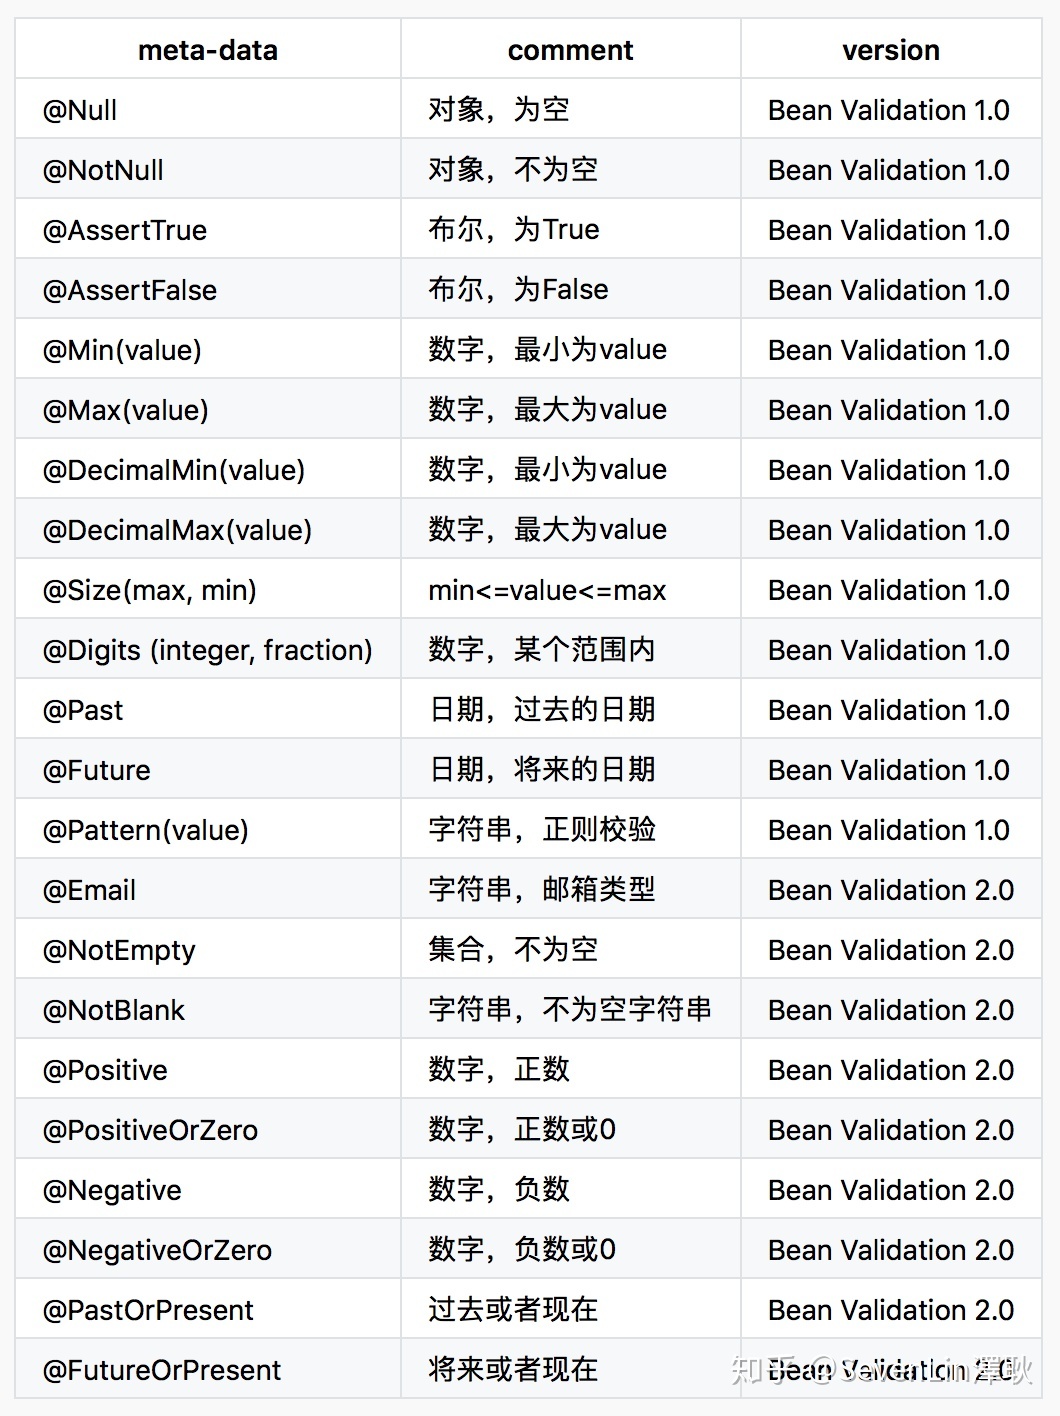 meta-data comment version
@Null 对象，为空 Bean Validation 1.0
@NotNull 对象，不为空 Bean Validation 1.0
@AssertTrue 布尔，为True Bean Validation 1.0
@AssertFalse 布尔，为False Bean Validation 1.0
@Min(value) 数字，最小为value Bean Validation 1.0
@Max(value) 数字，最大为value Bean Validation 1.0
@DecimalMin(value) 数字，最小为value Bean Validation 1.0
@DecimalMax(value) 数字，最大为value Bean Validation 1.0
@Size(max, min) min<=value<=max Bean Validation 1.0
@Digits (integer, fraction) 数字，某个范围内 Bean Validation 1.0
@Past 日期，过去的日期 Bean Validation 1.0
@Future 日期，将来的日期 Bean Validation 1.0
@Pattern(value) 字符串，正则校验 Bean Validation 1.0
@Email 字符串，邮箱类型 Bean Validation 2.0
@NotEmpty 集合，不为空 Bean Validation 2.0
@NotBlank 字符串，不为空字符串 Bean Validation 2.0
@Positive 数字，正数 Bean Validation 2.0
@PositiveOrZero 数字，正数或0 Bean Validation 2.0
@Negative 数字，负数 Bean Validation 2.0
@NegativeOrZero 数字，负数或0 Bean Validation 2.0
@PastOrPresent 过去或者现在 Bean Validation 2.0
@FutureOrPresent 将来或者现在 Bean Validation 2.0
知乎 @SevenLin澤耿